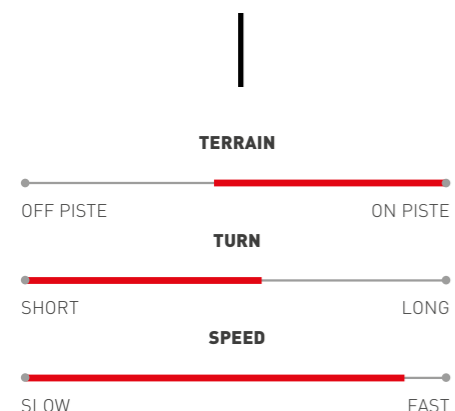 TERRAIN
OFF PISTE ON PISTE
TURN
SHORT LONG
SPEED
SLOW FAST